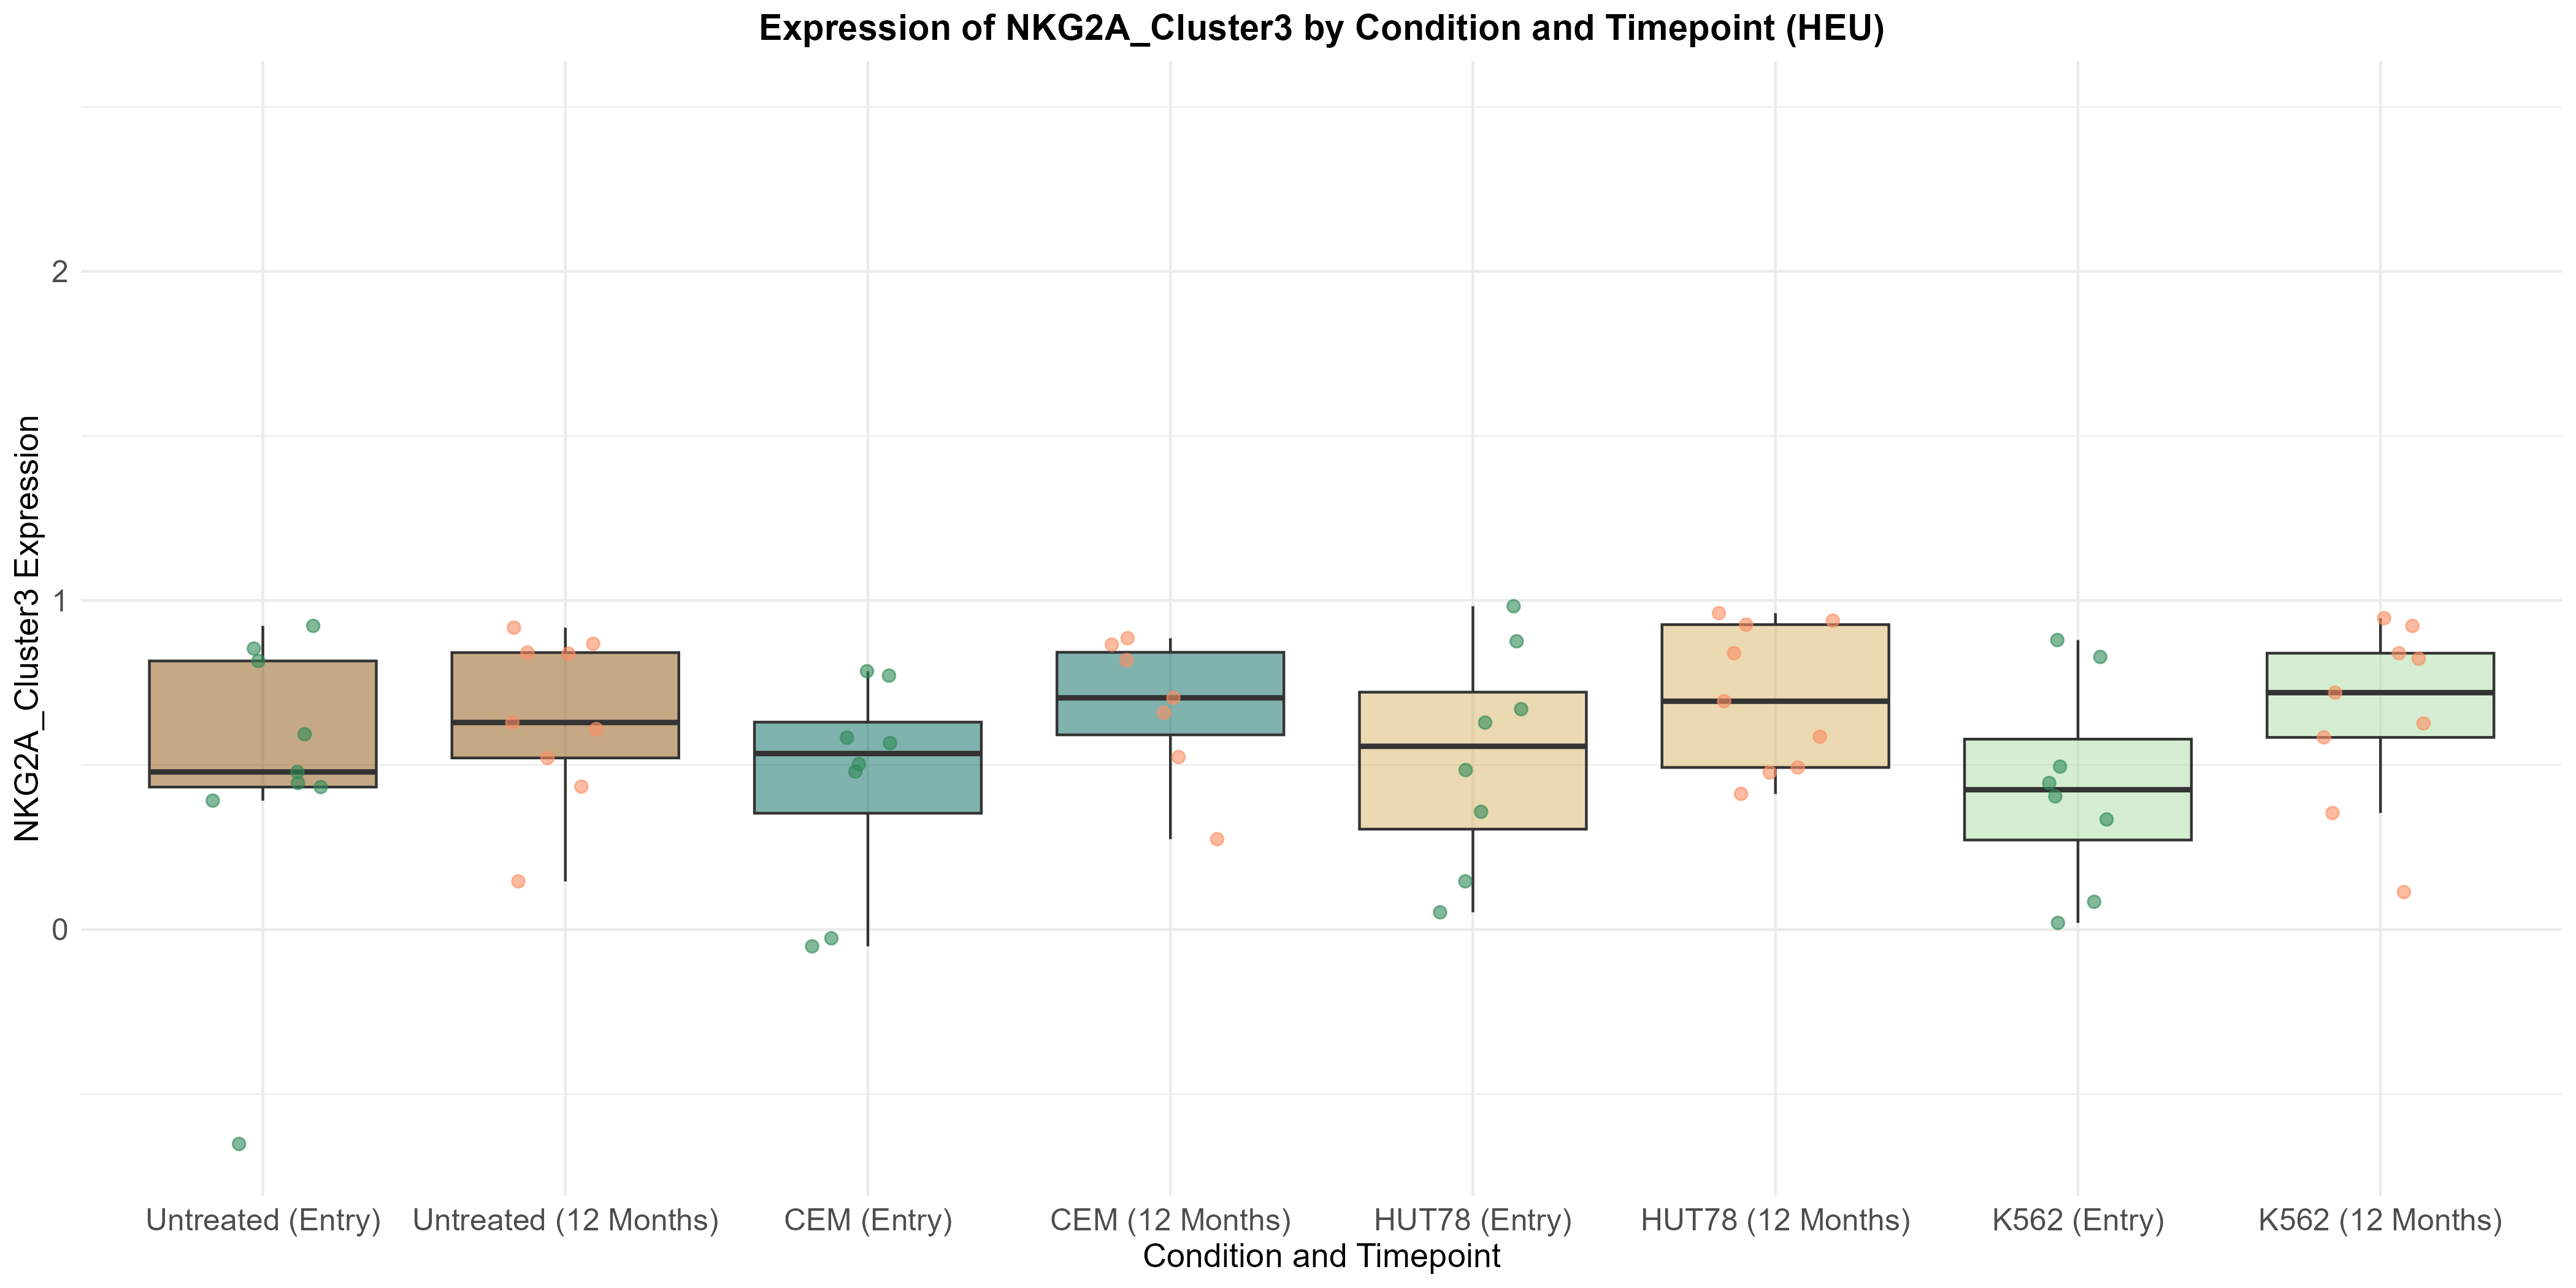 Expression of NKG2A_Cluster3 by Condition and Timepoint (HEU)
NKG2A_Cluster3 Expression
2
1
0
Untreated (Entry) Untreated (12 Months) CEM (Entry) CEM (12 Months) HUT78 (Entry) HUT78 (12 Months) K562 (Entry) K562 (12 Months)
Condition and Timepoint